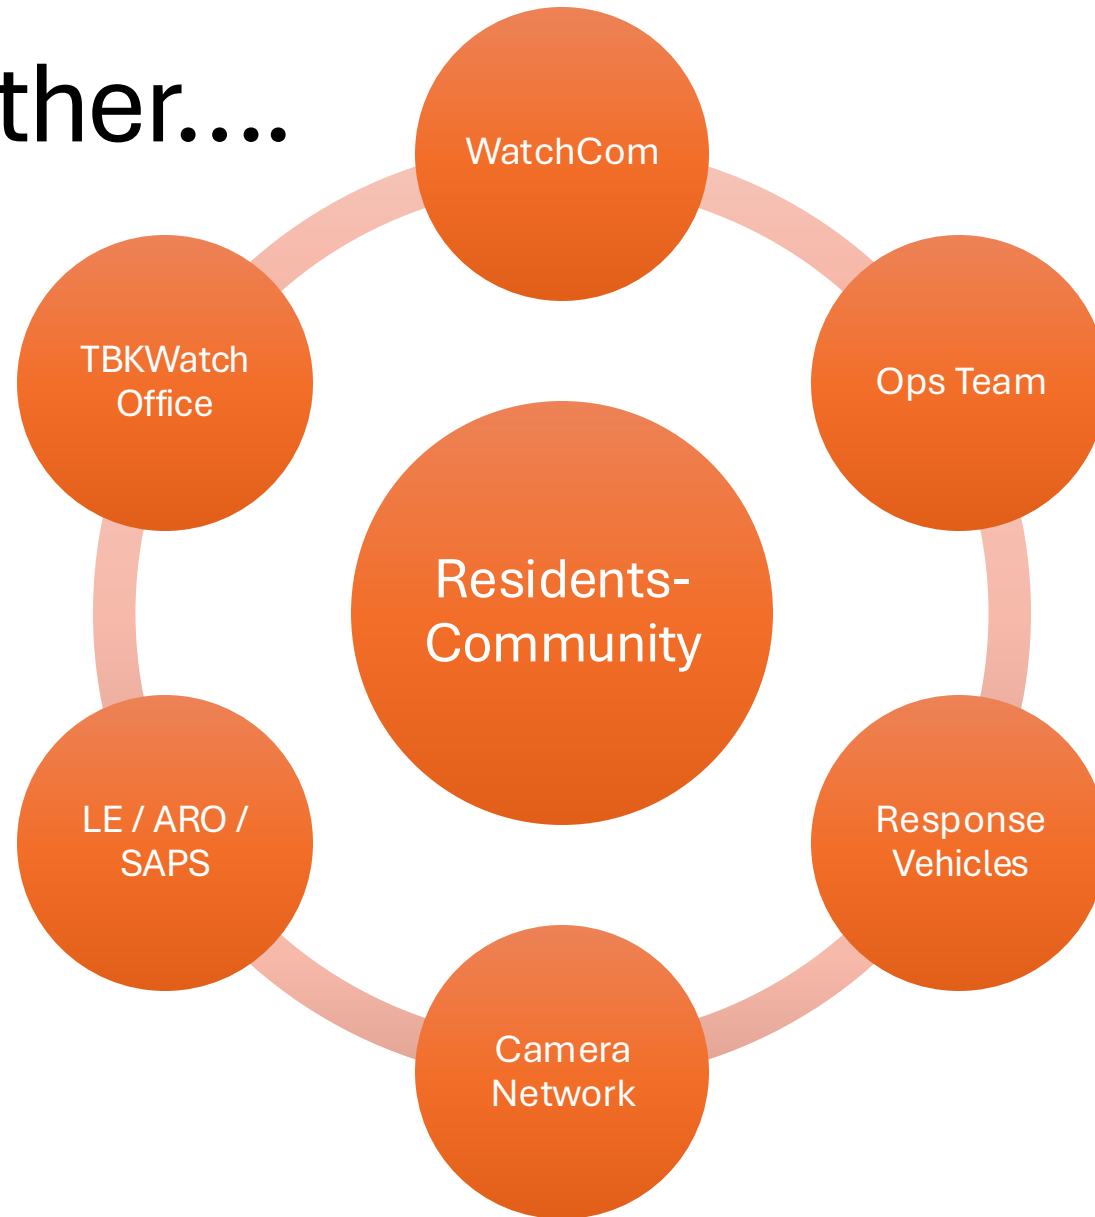 ther....
WatchCom
TBKWatch
Office
Ops Team
Residents-
Community
LE / ARO /
SAPS
Response
Vehicles
Camera
Network